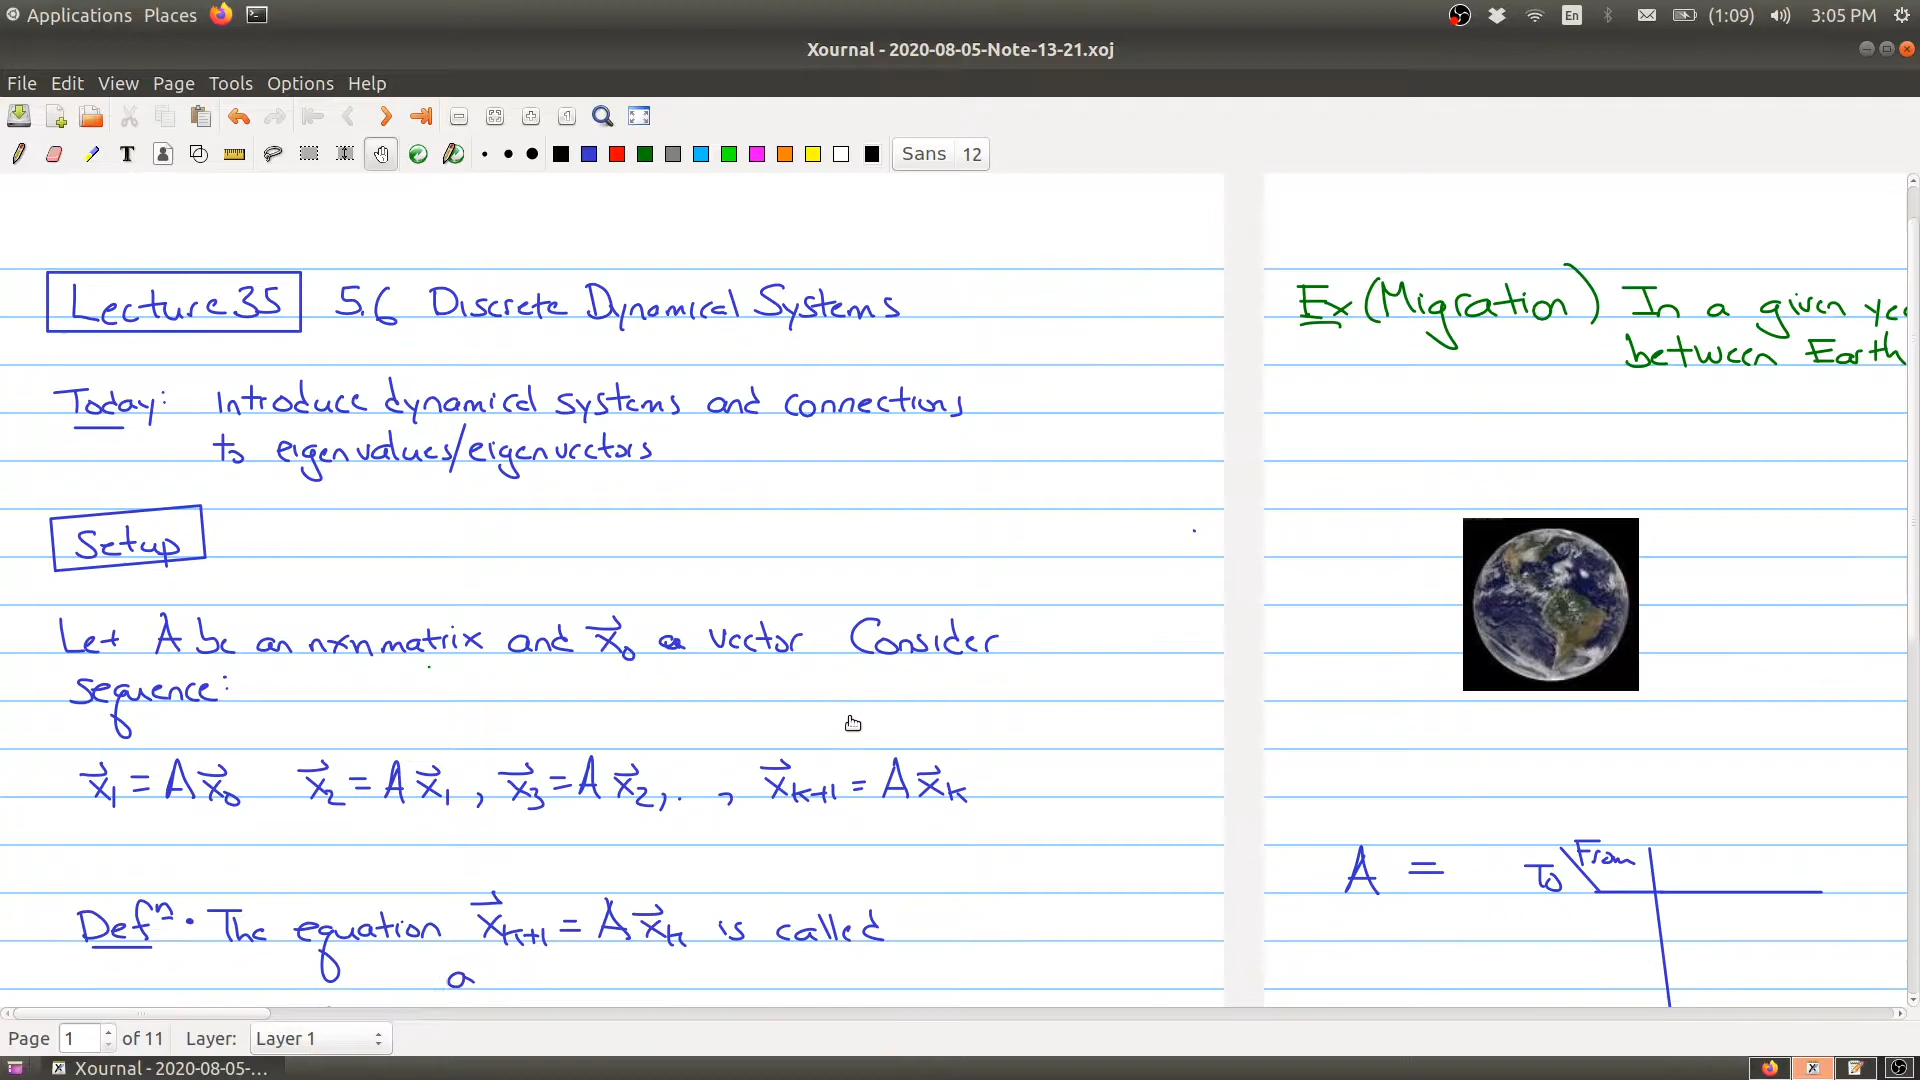 Applications Places
En (1:09) 3:05 PM
Xournal - 2020-08-05-Note-13-21.xoj
File Edit View Page Tools Options Help
Sans 12
Lecture 35 5.6 Discrete Dynamical Systems
Today: Introduce dynamical systems and connections
to eigenvalues/eigenvectors
Setup
Let A be an n×n matrix and x⃗₀ a vector Consider
sequence:
x⃗₁ = Ax⃗₀ x⃗₂ = Ax⃗₁, x⃗₃ = Ax⃗₂, . , x⃗ₖ₊₁ = Ax⃗ₖ
Defⁿ • The equation x⃗ₖ₊₁ = Ax⃗ₖ is called
a
Ex (Migration) In a given
between Earth
A = To \ From
Page 1 of 11 Layer: Layer 1
Xournal - 2020-08-05-...